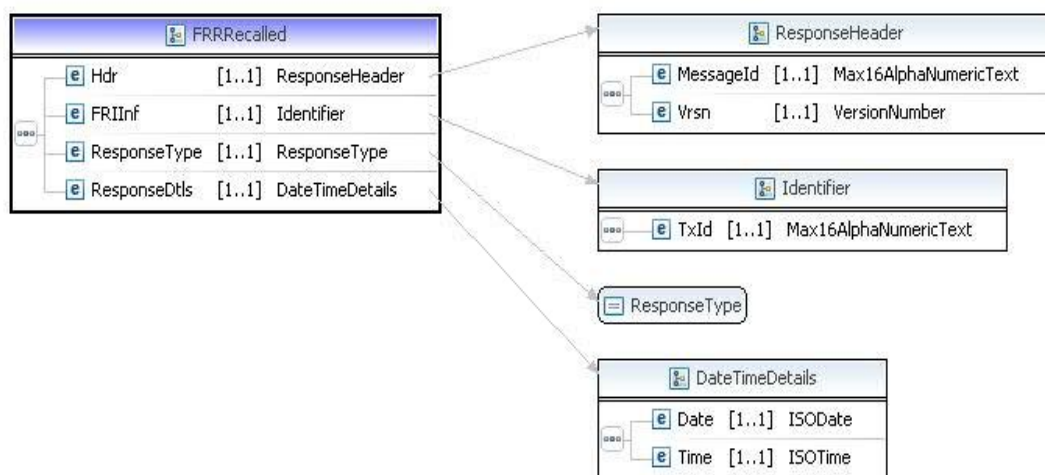 FRRRecalled
e Hdr [1..1] ResponseHeader
e FRIInf [1..1] Identifier
e ResponseType [1..1] ResponseType
e ResponseDtls [1..1] DateTimeDetails
ResponseHeader
e MessageId [1..1] Max16AlphaNumericText
e Vrsn [1..1] VersionNumber
Identifier
e TxId [1..1] Max16AlphaNumericText
ResponseType
DateTimeDetails
e Date [1..1] ISODate
e Time [1..1] ISOTime